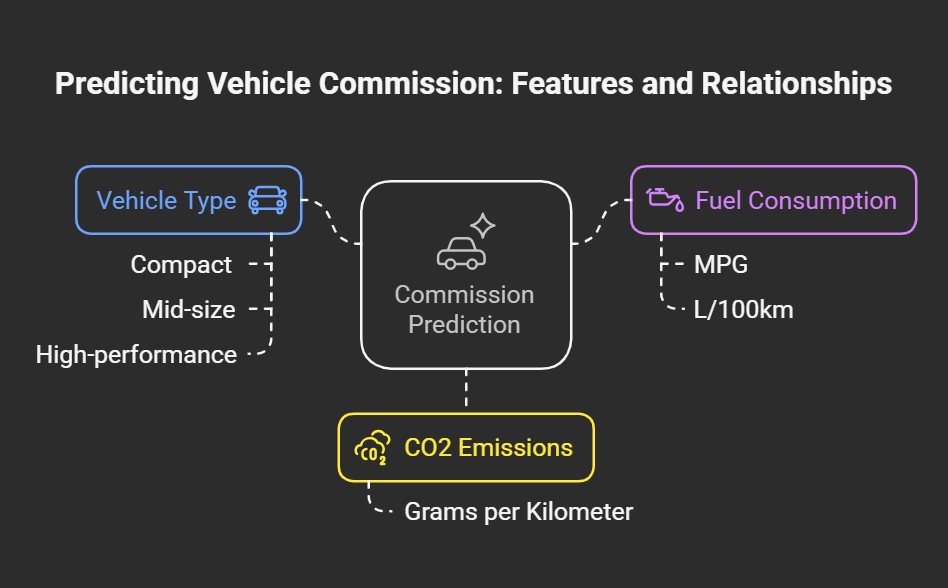 Predicting Vehicle Commission: Features and Relationships
Vehicle Type
Compact
Mid-size
High-performance
Commission
Prediction
Fuel Consumption
MPG
L/100km
CO2 CO2 Emissions
Grams per Kilometer